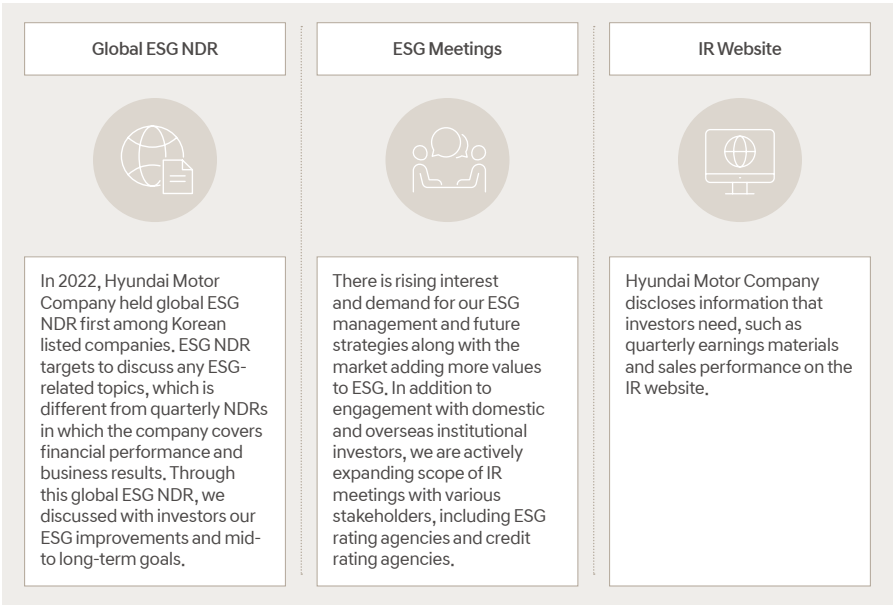 Global ESG NDR
In 2022, Hyundai Motor
Company held global ESG
NDR first among Korean
listed companies. ESG NDR
targets to discuss any ESG-
related topics, which is
different from quarterly NDRs
in which the company covers
financial performance and
business results. Through
this global ESG NDR, we
discussed with investors our
ESG improvements and mid-
to long-term goals.
ESG Meetings
There is rising interest
and demand for our ESG
management and future
strategies along with the
market adding more values
to ESG. In addition to
engagement with domestic
and overseas institutional
investors, we are actively
expanding scope of IR
meetings with various
stakeholders, including ESG
rating agencies and credit
rating agencies.
IR Website
Hyundai Motor Company
discloses information that
investors need, such as
quarterly earnings materials
and sales performance on the
IR website.